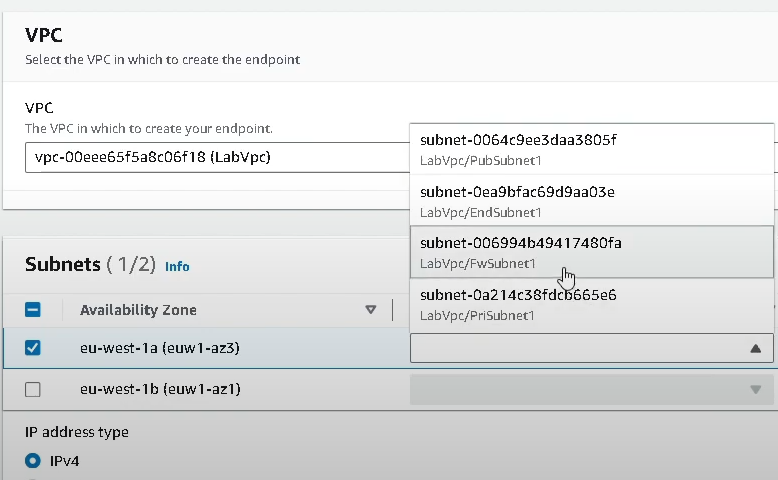 VPC
Select the VPC in which to create the endpoint
VPC
The VPC in which to create your endpoint.
vpc-00eee65f5a8c06f18 (LabVpc)
subnet-0064c9ee3daa3805f
LabVpc/PubSubnet1
subnet-0ea9bfac69d9aa03e
LabVpc/EndSubnet1
subnet-006994b49417480fa
LabVpc/FwSubnet1
subnet-0a214c38fdcb665e6
LabVpc/PriSubnet1
Subnets ( 1/2) Info
Availability Zone
eu-west-1a (euw1-az3)
eu-west-1b (euw1-az1)
IP address type
IPv4